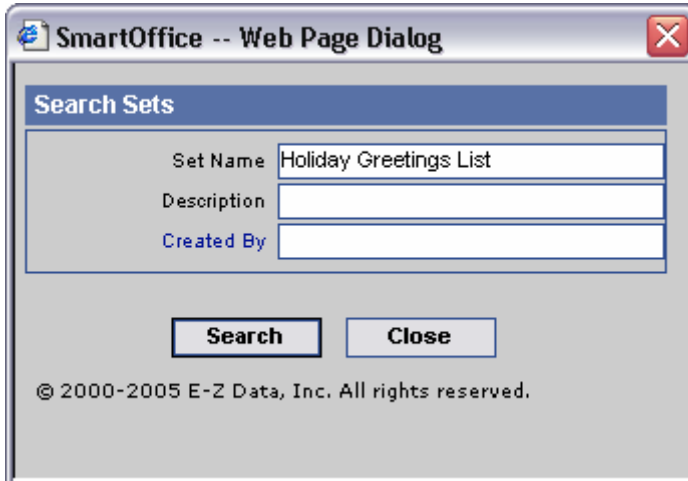 SmartOffice -- Web Page Dialog
Search Sets
Set Name Holiday Greetings List
Description
Created By
Search Close
© 2000-2005 E-Z Data, Inc. All rights reserved.